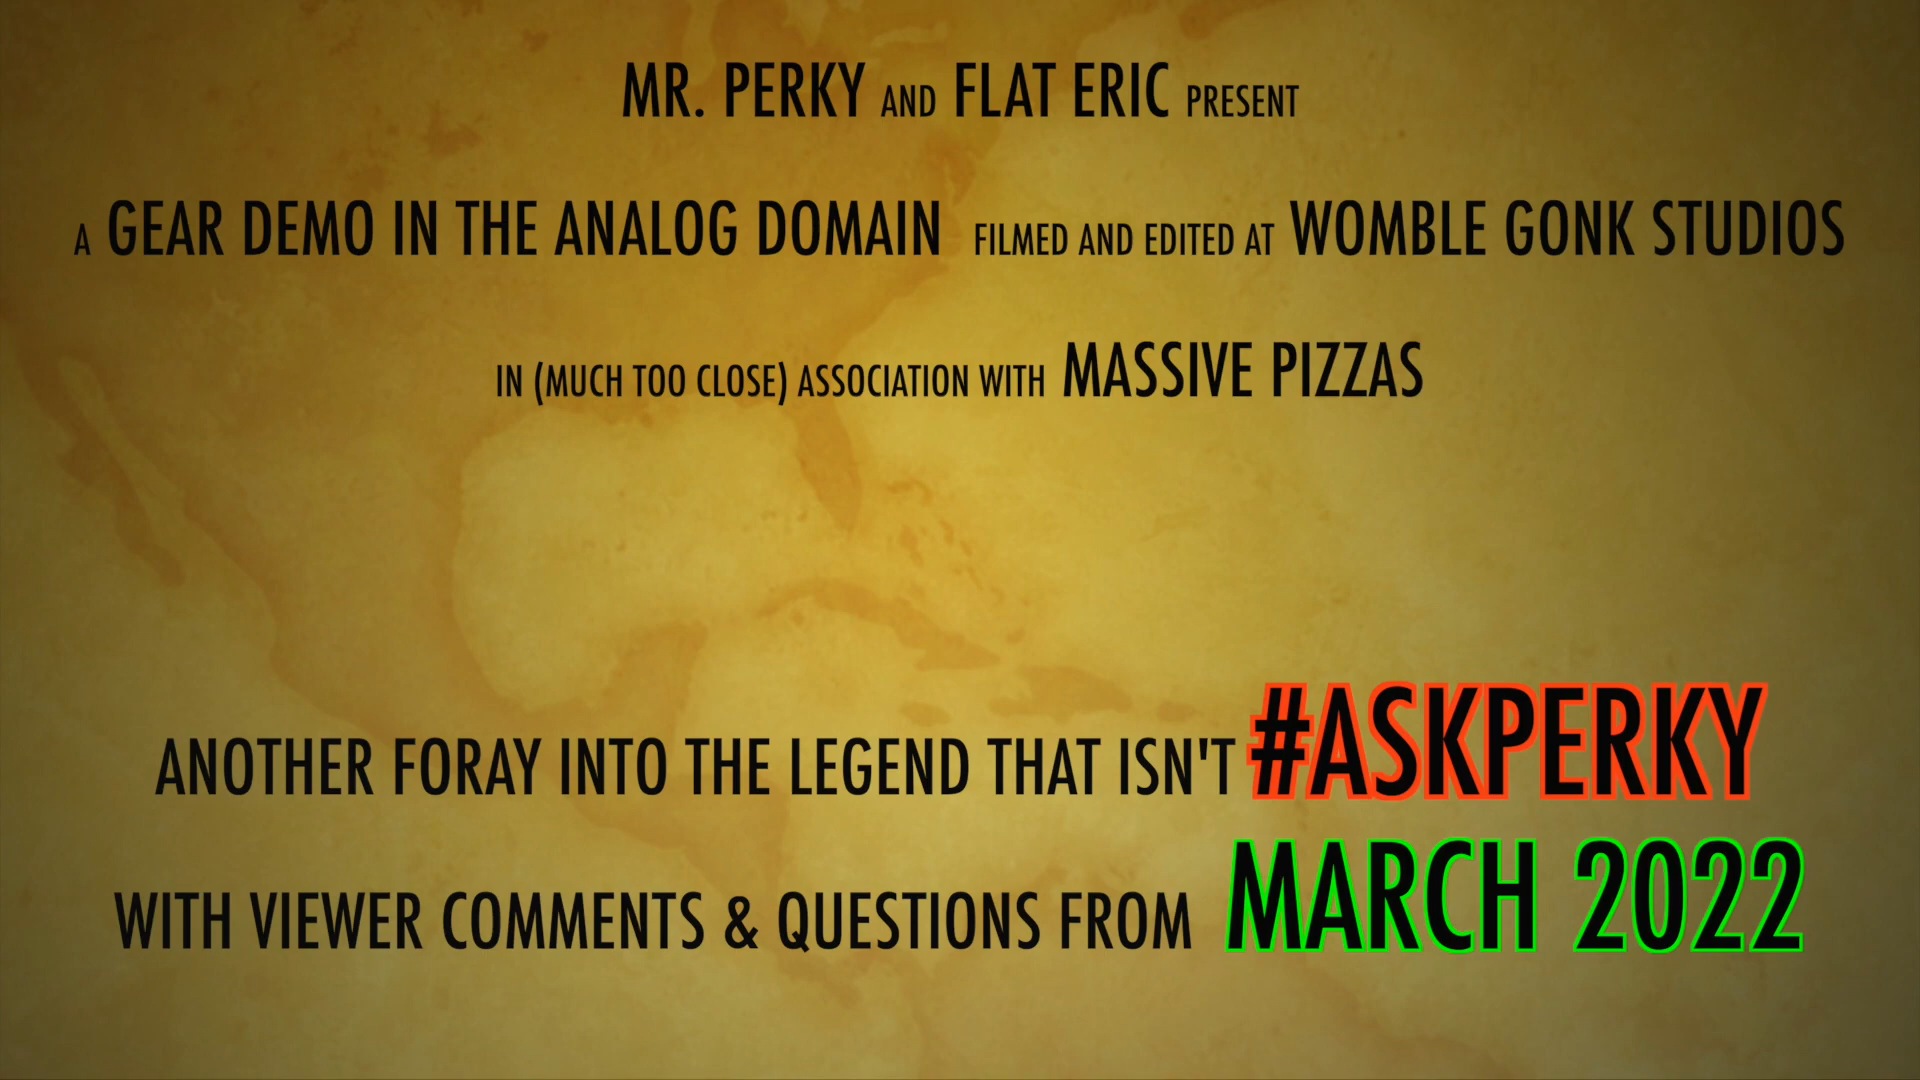 MR. PERKY AND FLAT ERIC PRESENT
A GEAR DEMO IN THE ANALOG DOMAIN FILMED AND EDITED AT WOMBLE GONK STUDIOS
IN (MUCH TOO CLOSE) ASSOCIATION WITH MASSIVE PIZZAS
ANOTHER FORAY INTO THE LEGEND THAT ISN'T #ASKPERKY
WITH VIEWER COMMENTS & QUESTIONS FROM MARCH 2022